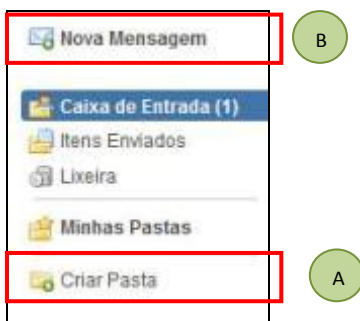 Nova Mensagem
B
Caixa de Entrada (1)
Itens Enviados
Lixeira
Minhas Pastas
Criar Pasta
A